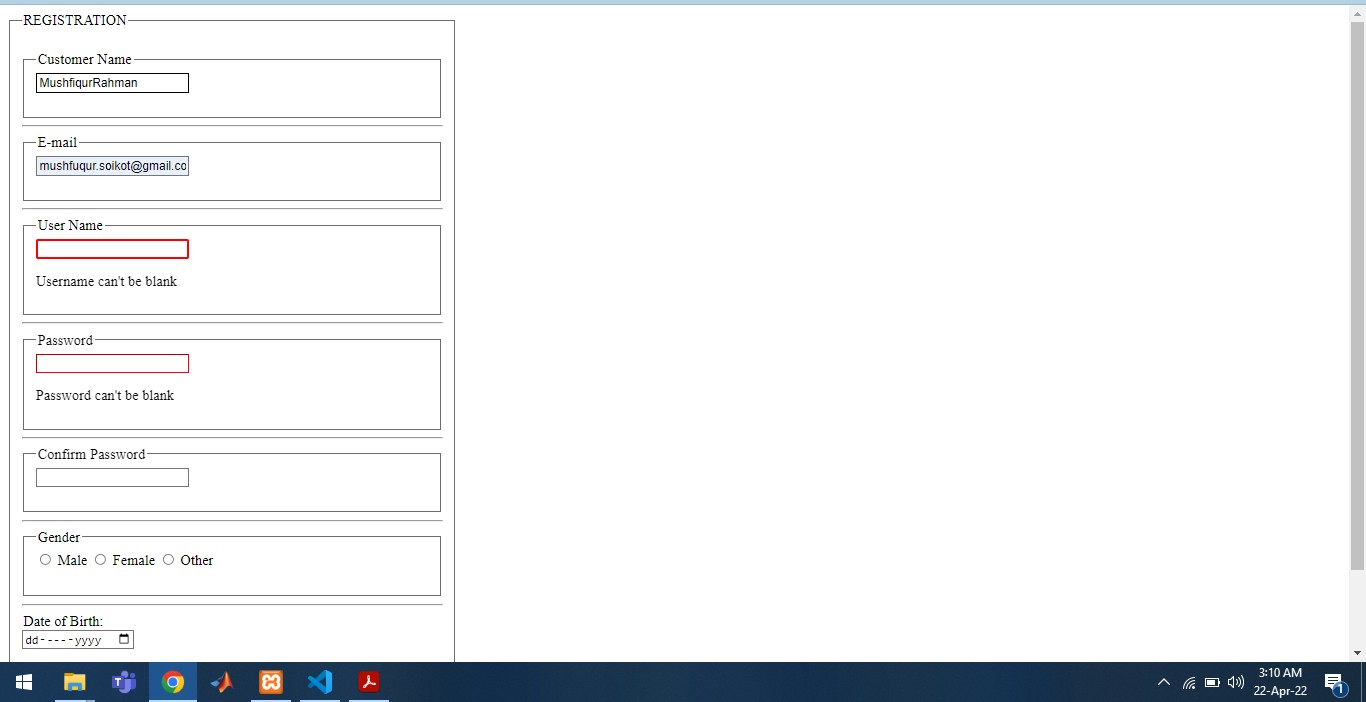 REGISTRATION
Customer Name
MushfiqurRahman
E-mail
mushfuqur.soikot@gmail.co
User Name
Username can't be blank
Password
Password can't be blank
Confirm Password
Gender
Male Female Other
Date of Birth:
dd-----yyyy
3:10 AM
22-Apr-22
1